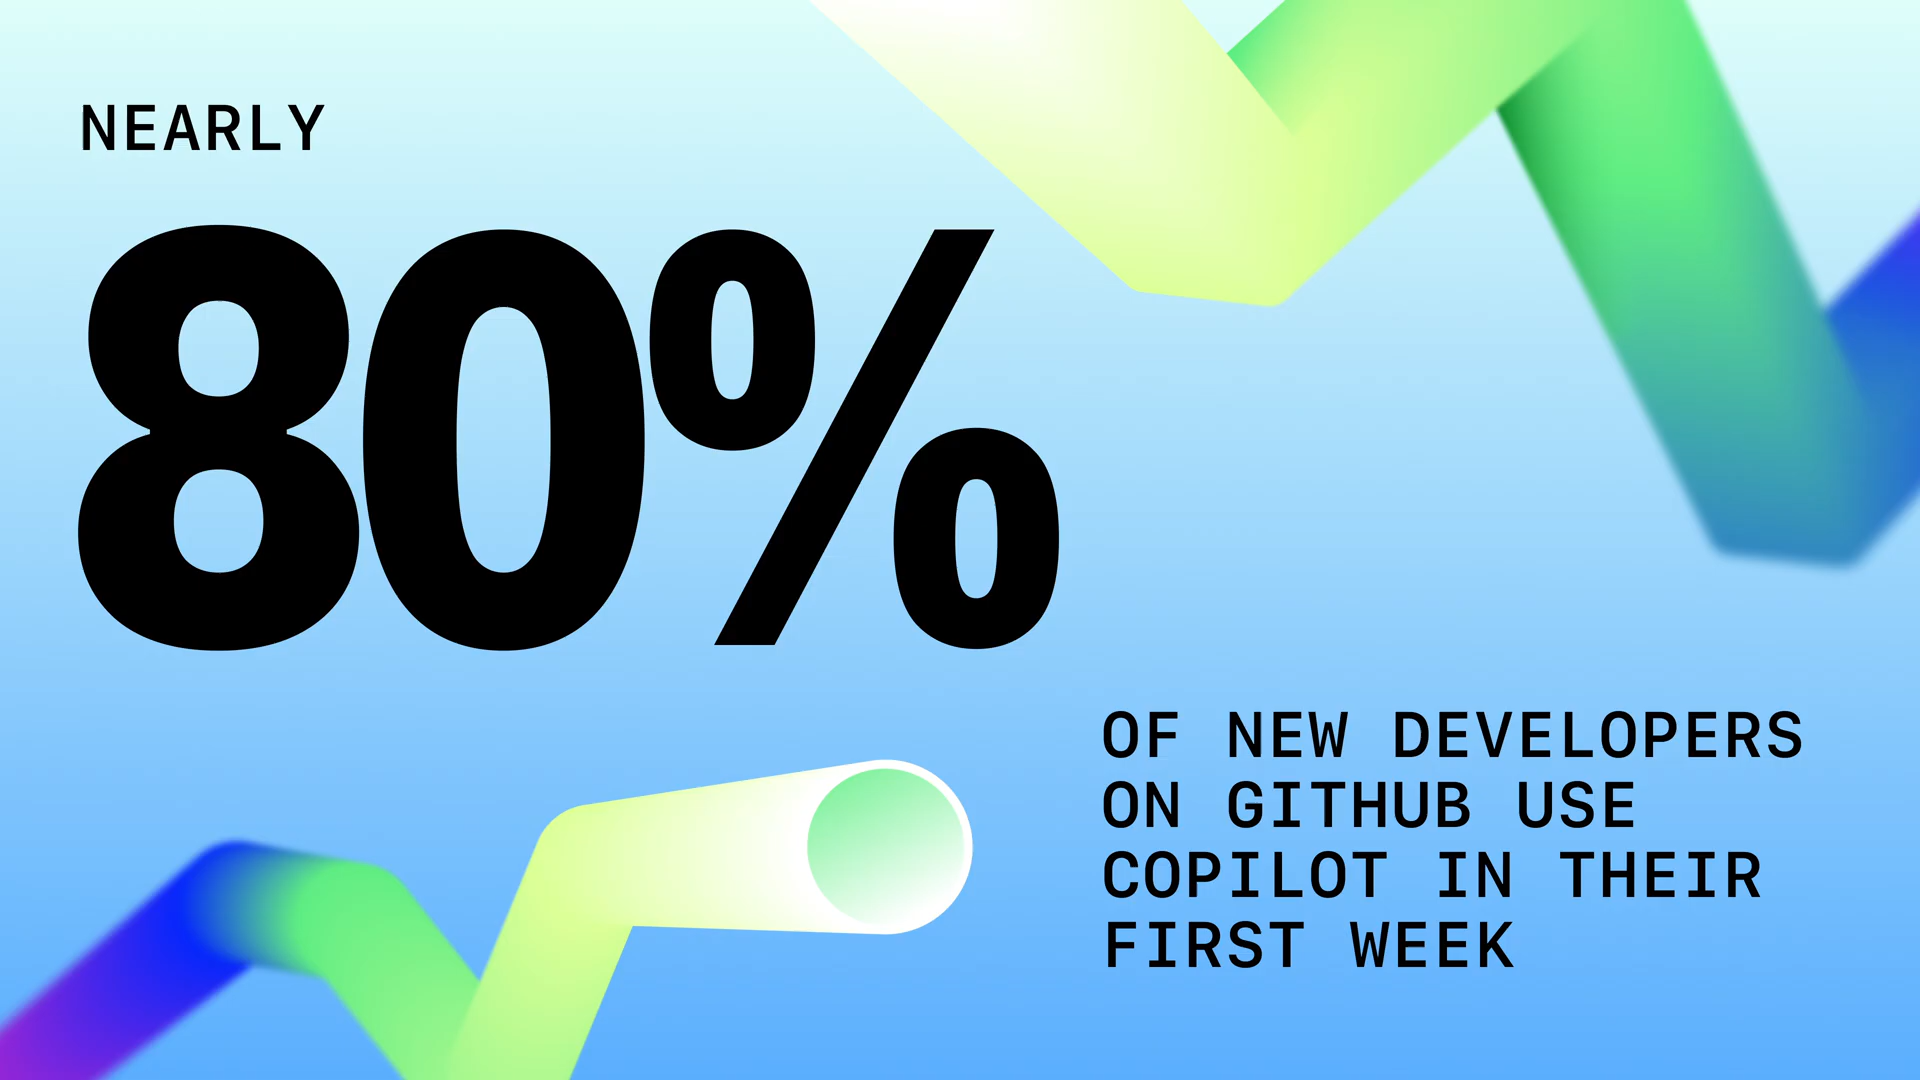 NEARLY
80%
OF NEW DEVELOPERS
ON GITHUB USE
COPILOT IN THEIR
FIRST WEEK